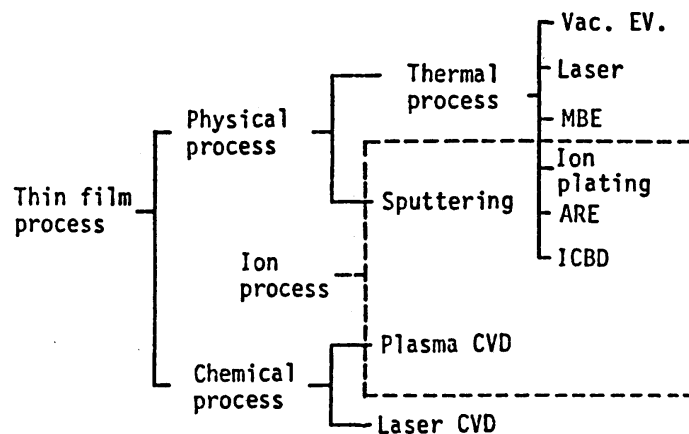 Vac. EV.
Thermal
process
Laser
MBE
Physical
process
Ion
plating
Sputtering
ARE
Thin film
process
ICBD
Ion
process
Plasma CVD
Chemical
process
Laser CVD